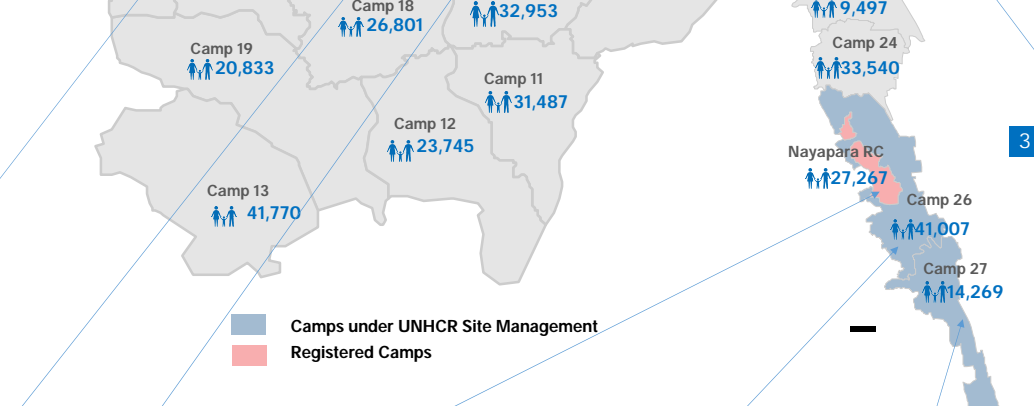 Camp 18
26,801
32,953
9,497
Camp 19
20,833
Camp 24
33,540
Camp 11
31,487
Camp 12
23,745
Nayapara RC
27,267
Camp 13
41,770
Camp 26
41,007
Camp 27
14,269
3
Camps under UNHCR Site Management
Registered Camps